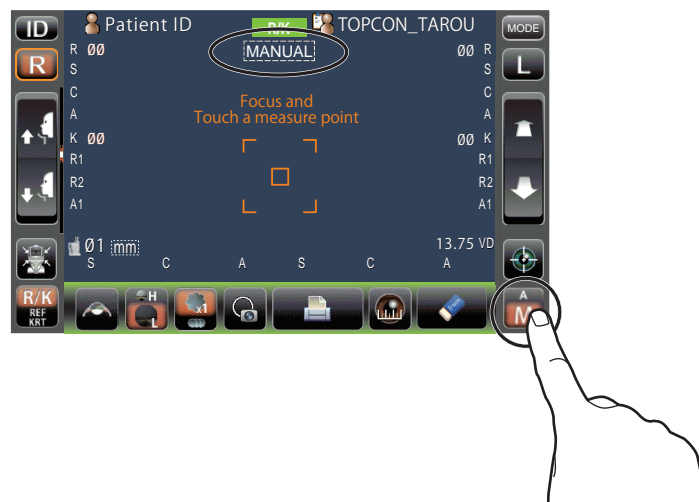 ID
Patient ID
R/K
TOPCON_TAROU
MODE
R
R 00
MANUAL
00 R
L
S
S
C
C
A
A
Focus and
Touch a measure point
K 00
00 K
R1
R1
R2
R2
A1
A1
01 mm
13.75 VD
S C A S C A
R/K
REF
KRT
H
L
x1
A
M